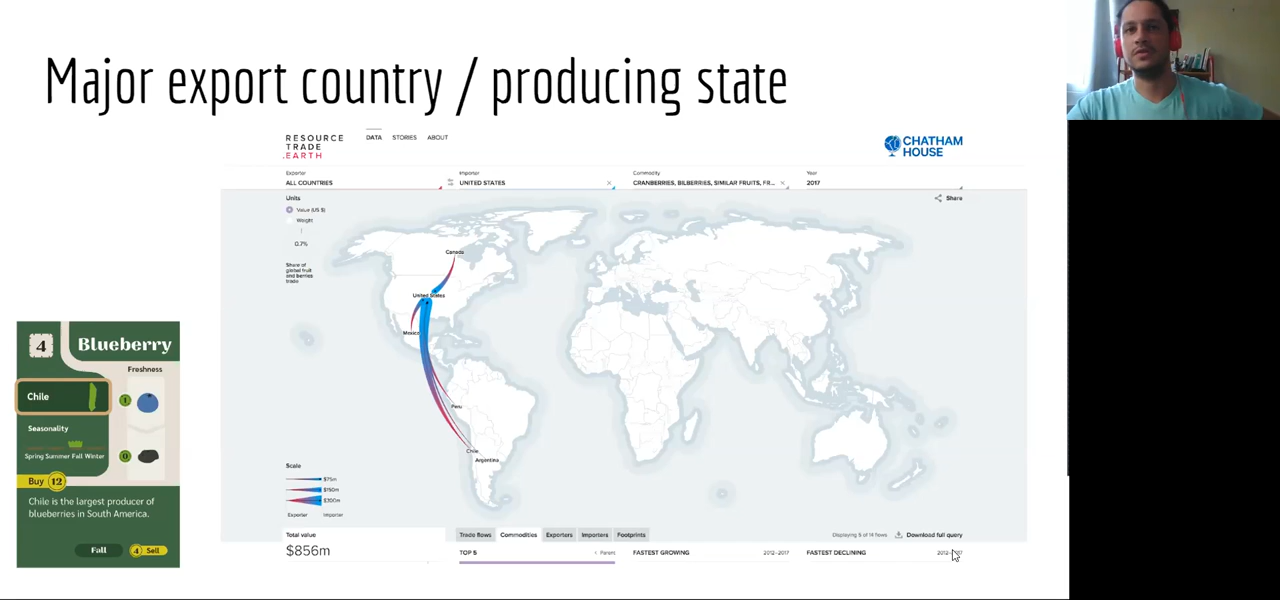 Major export country / producing state
RESOURCE
TRADE
.EARTH
DATA STORIES ABOUT
CHATHAM
HOUSE
Exporter
ALL COUNTRIES
Importer
UNITED STATES
Commodity
CRANBERRIES, BILBERRIES, SIMILAR FRUITS, FR...
Year
2017
Units
Value (US $)
Weight
0.7%
Share of
global fruit
and berries
trade
Share
Canada
United States
Mexico
Peru
Chile
Argentina
4
Blueberry
Freshness
Chile
1
Seasonality
Spring Summer Fall Winter
0
Buy 12
Chile is the largest producer of
blueberries in South America.
Fall
4 Sell
Scale
$75m
$150m
$300m
Exporter Importer
Total value
$856m
Trade flows Commodities Exporters Importers Footprints
Displaying 5 of 14 flows
Download full query
TOP 5
< Parent
FASTEST GROWING
2012-2017
FASTEST DECLINING